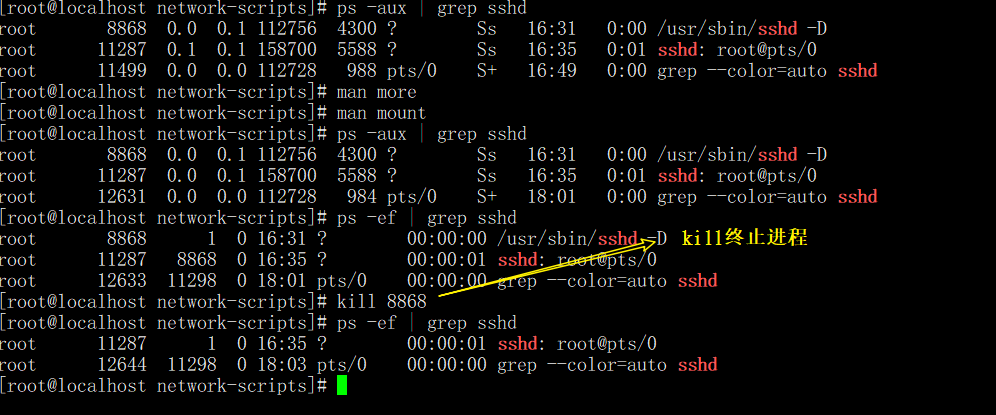 [root@localhost network-scripts]# ps -aux | grep sshd
root 8868 0.0 0.1 112756 4300 ? Ss 16:31 0:00 /usr/sbin/sshd -D
root 11287 0.1 0.1 158700 5588 ? Ss 16:35 0:01 sshd: root@pts/0
root 11499 0.0 0.0 112728 988 pts/0 S+ 16:49 0:00 grep --color=auto sshd
[root@localhost network-scripts]# man more
[root@localhost network-scripts]# man mount
[root@localhost network-scripts]# ps -aux | grep sshd
root 8868 0.0 0.1 112756 4300 ? Ss 16:31 0:00 /usr/sbin/sshd -D
root 11287 0.0 0.1 158700 5588 ? Ss 16:35 0:01 sshd: root@pts/0
root 12631 0.0 0.0 112728 984 pts/0 S+ 18:01 0:00 grep --color=auto sshd
[root@localhost network-scripts]# ps -ef | grep sshd
root 8868 1 0 16:31 ? 00:00:00 /usr/sbin/sshd -D kill终止进程
root 11287 8868 0 16:35 ? 00:00:01 sshd: root@pts/0
root 12633 11298 0 18:01 pts/0 00:00:00 grep --color=auto sshd
[root@localhost network-scripts]# kill 8868
[root@localhost network-scripts]# ps -ef | grep sshd
root 11287 1 0 16:35 ? 00:00:01 sshd: root@pts/0
root 12644 11298 0 18:03 pts/0 00:00:00 grep --color=auto sshd
[root@localhost network-scripts]#